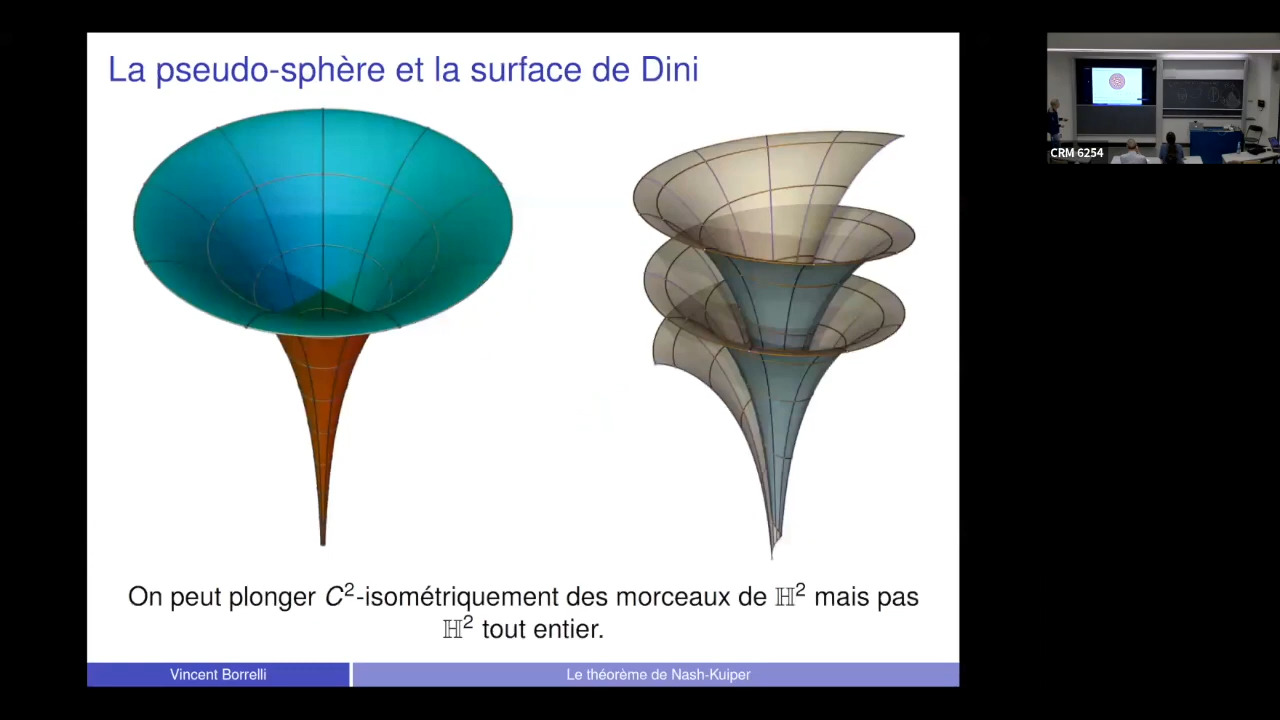 La pseudo-sphère et la surface de Dini
CRM 6254
On peut plonger C²-isométriquement des morceaux de ℍ² mais pas
ℍ² tout entier.
Vincent Borrelli
Le théorème de Nash-Kuiper